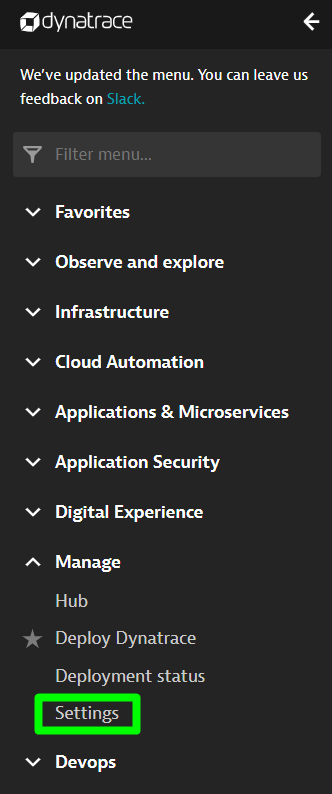 dynatrace
We've updated the menu. You can leave us
feedback on Slack.
Filter menu...
Favorites
Observe and explore
Infrastructure
Cloud Automation
Applications & Microservices
Application Security
Digital Experience
Manage
Hub
Deploy Dynatrace
Deployment status
Settings
Devops